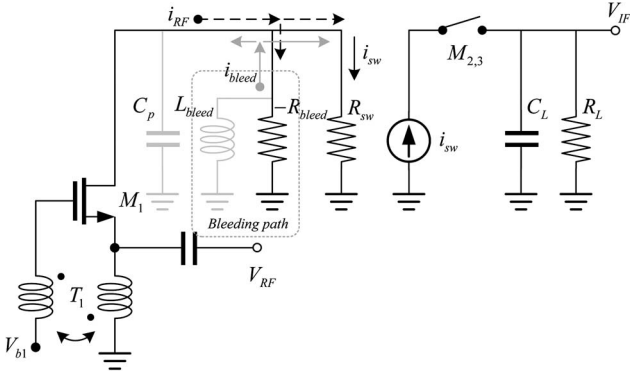 i_RF
V_IF
i_sw
M_2,3
i_bleed
C_p
L_bleed
−R_bleed
R_sw
i_sw
C_L
R_L
M_1
Bleeding path
V_RF
T_1
V_b1